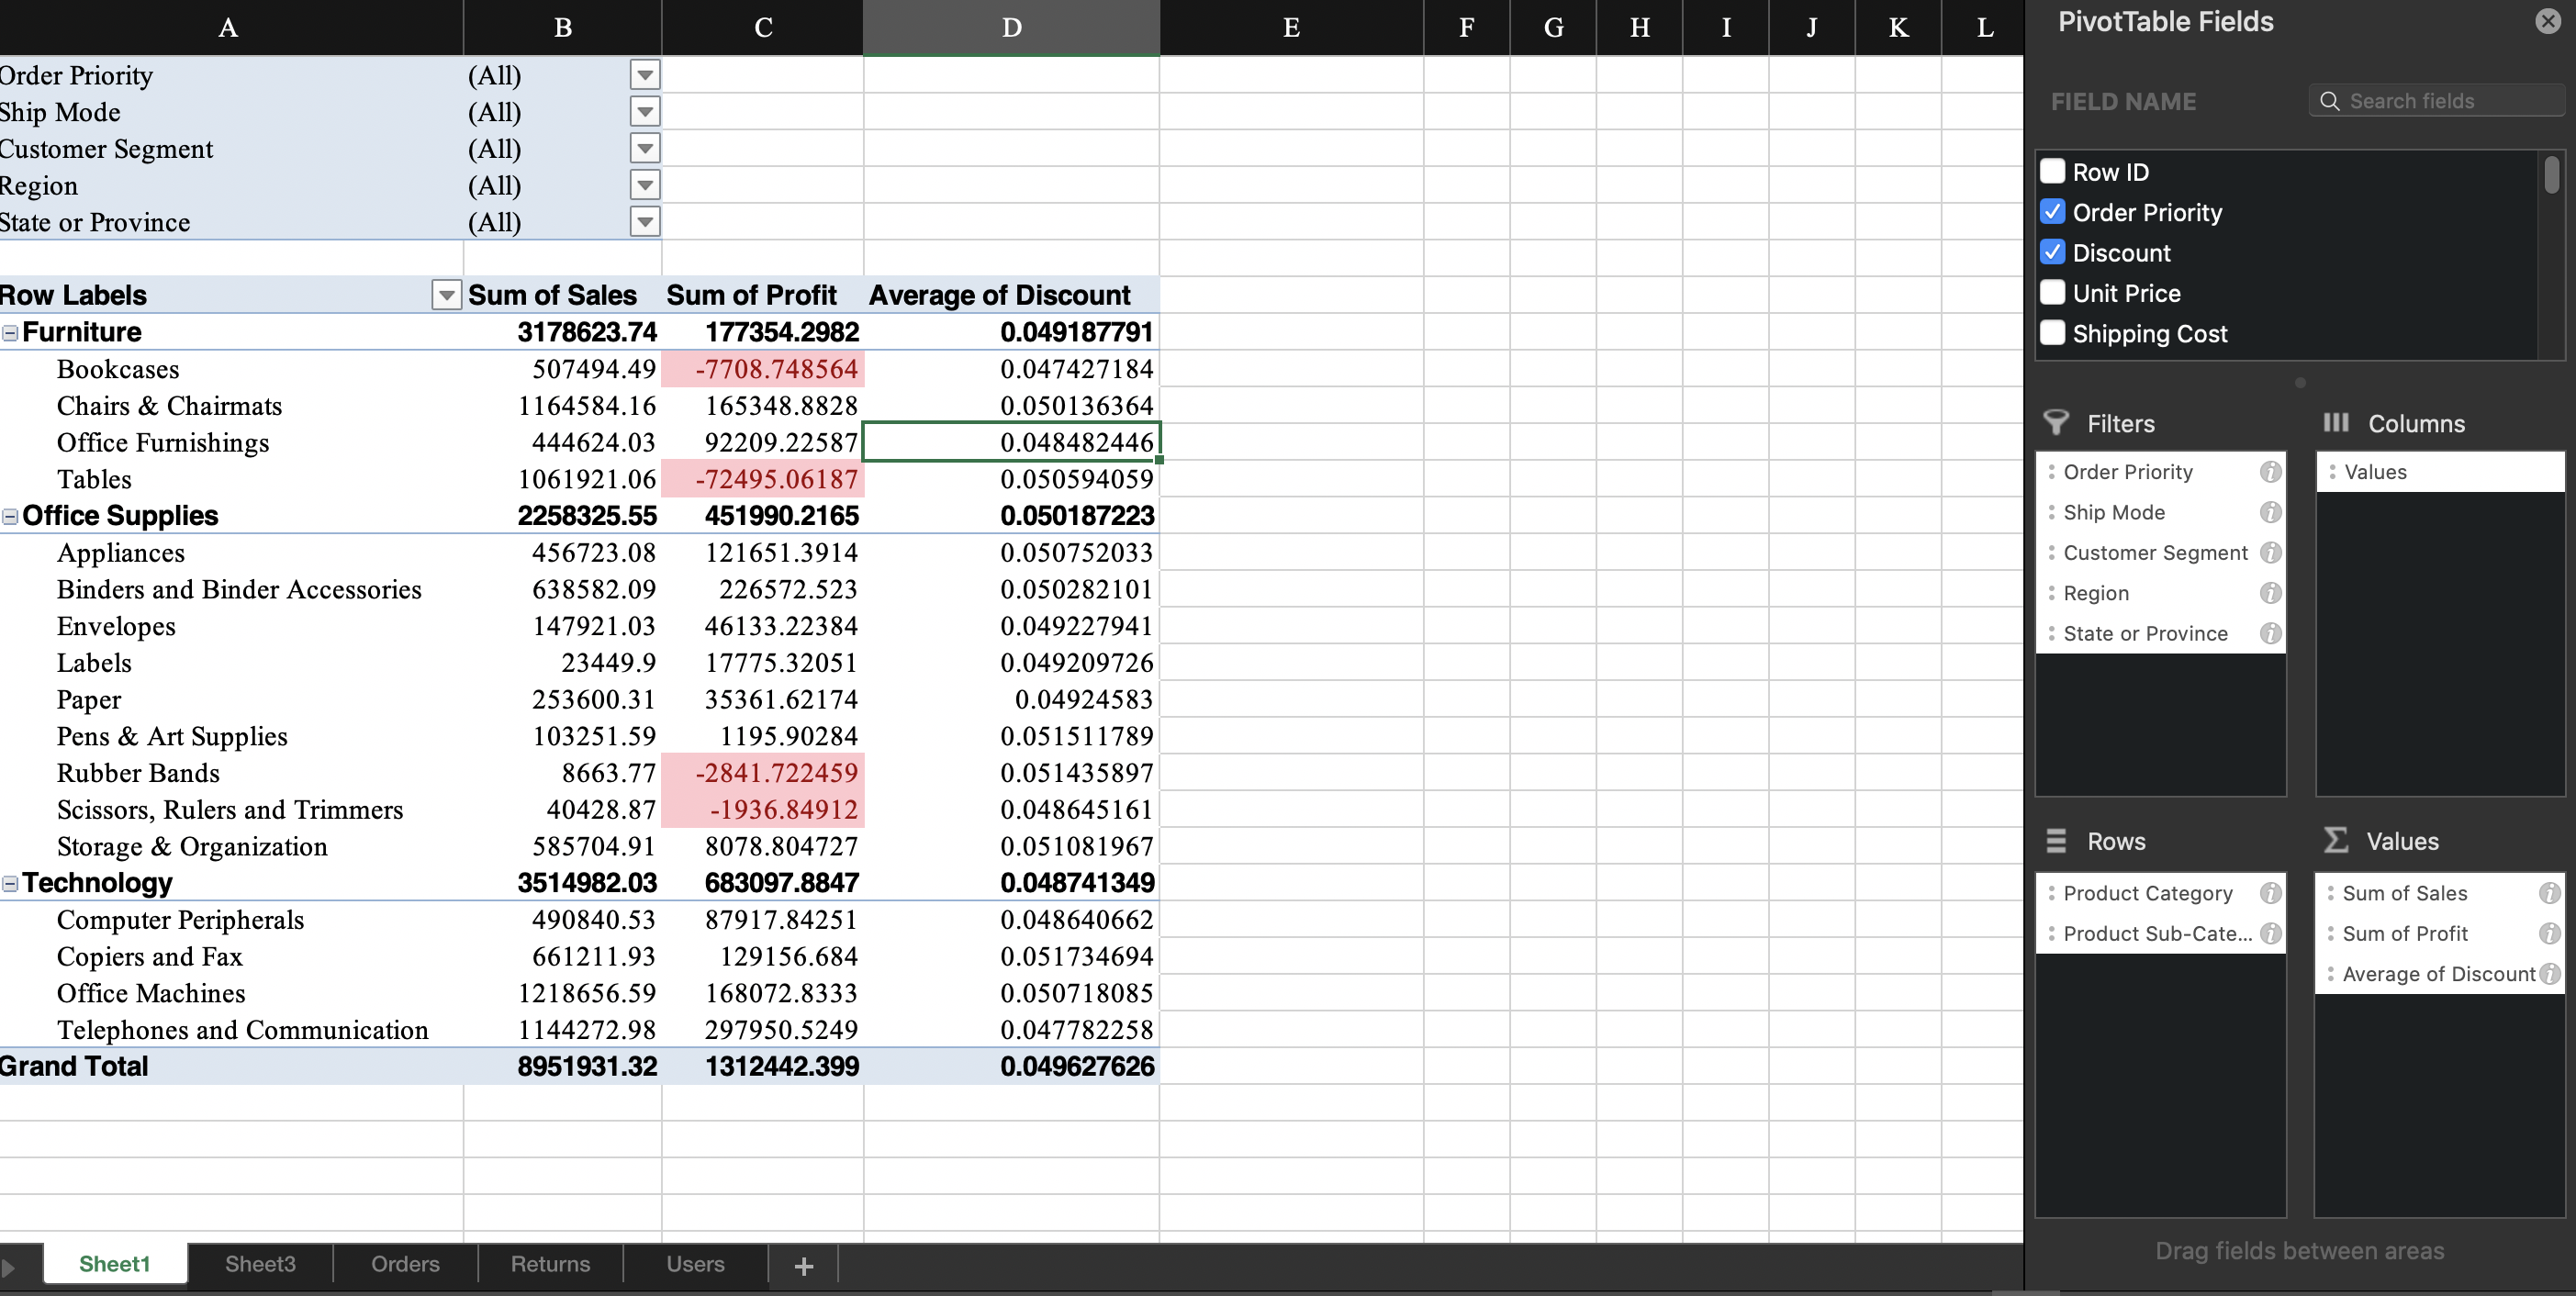 A B C D E F G H I J K L
Order Priority (All)
Ship Mode (All)
Customer Segment (All)
Region (All)
State or Province (All)
Row Labels Sum of Sales Sum of Profit Average of Discount
Furniture 3178623.74 177354.2982 0.049187791
Bookcases 507494.49 -7708.748564 0.047427184
Chairs & Chairmats 1164584.16 165348.8828 0.050136364
Office Furnishings 444624.03 92209.22587 0.048482446
Tables 1061921.06 -72495.06187 0.050594059
Office Supplies 2258325.55 451990.2165 0.050187223
Appliances 456723.08 121651.3914 0.050752033
Binders and Binder Accessories 638582.09 226572.523 0.050282101
Envelopes 147921.03 46133.22384 0.049227941
Labels 23449.9 17775.32051 0.049209726
Paper 253600.31 35361.62174 0.04924583
Pens & Art Supplies 103251.59 1195.90284 0.051511789
Rubber Bands 8663.77 -2841.722459 0.051435897
Scissors, Rulers and Trimmers 40428.87 -1936.84912 0.048645161
Storage & Organization 585704.91 8078.804727 0.051081967
Technology 3514982.03 683097.8847 0.048741349
Computer Peripherals 490840.53 87917.84251 0.048640662
Copiers and Fax 661211.93 129156.684 0.051734694
Office Machines 1218656.59 168072.8333 0.050718085
Telephones and Communication 1144272.98 297950.5249 0.047782258
Grand Total 8951931.32 1312442.399 0.049627626
Sheet1 Sheet3 Orders Returns Users +
PivotTable Fields
FIELD NAME Search fields
Row ID
Order Priority
Discount
Unit Price
Shipping Cost
Filters
Order Priority
Ship Mode
Customer Segment
Region
State or Province
Columns
Values
Rows
Product Category
Product Sub-Cate...
Values
Sum of Sales
Sum of Profit
Average of Discount
Drag fields between areas